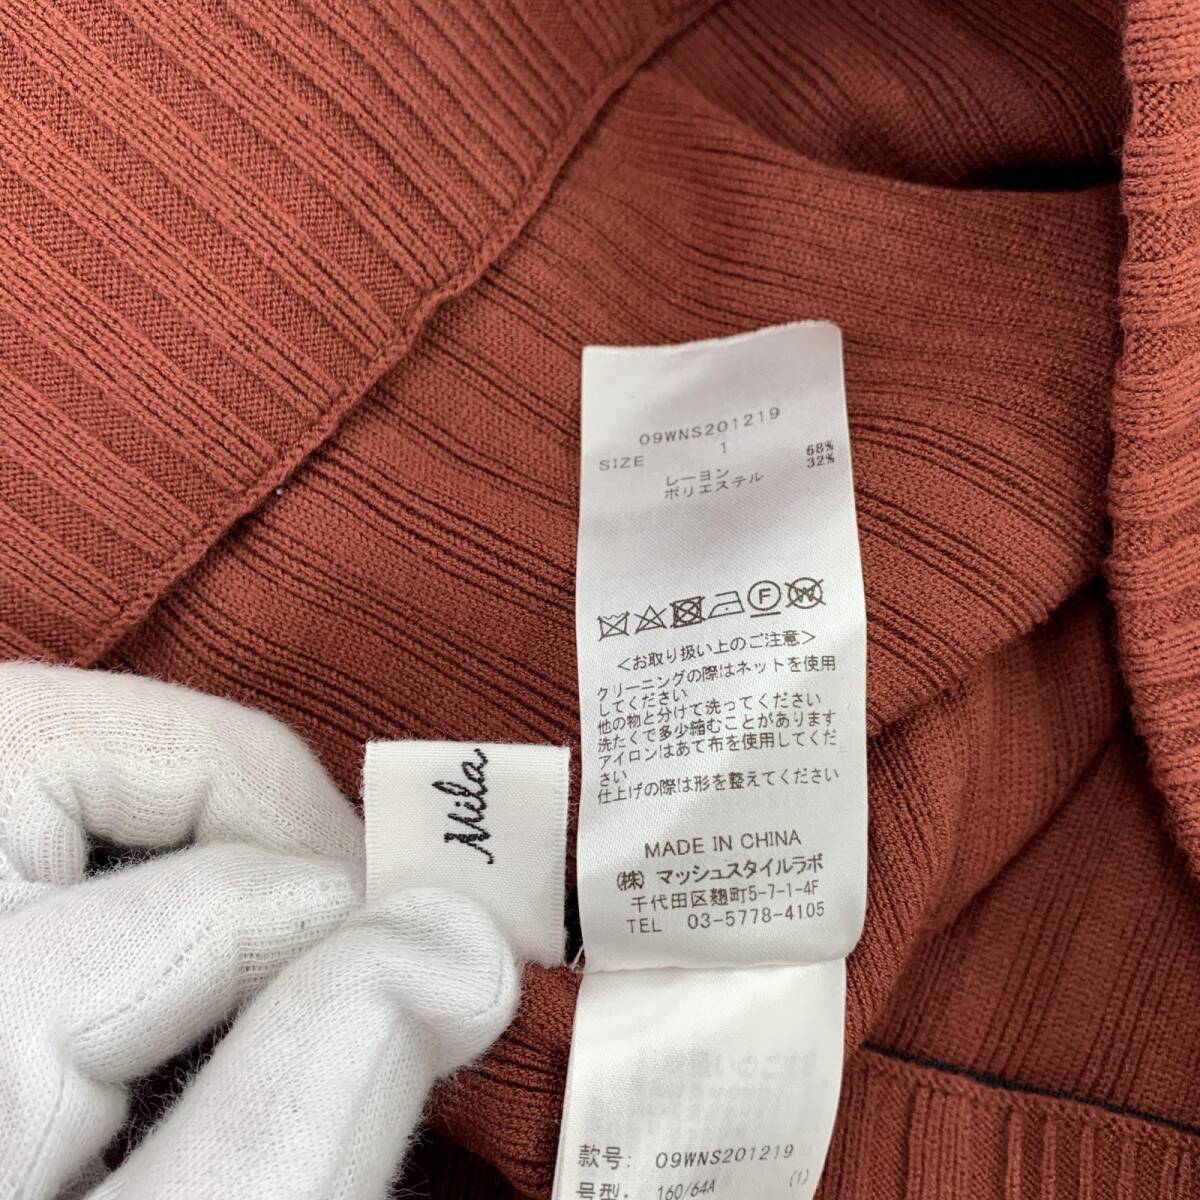 09WNS201219
SIZE 1
レーヨン 68%
ポリエステル 32%
F
W
＜お取り扱い上のご注意＞
クリーニングの際はネットを使用
してください
他の物と分けて洗ってください
洗たくで多少縮むことがあります
アイロンはあて布を使用してくだ
さい
仕上げの際は形を整えてください
MADE IN CHINA
(株) マッシュスタイルラボ
千代田区麹町5-7-1-4F
TEL 03-5778-4105
Mila
款号: 09WNS201219
号型. 160/64A (1)